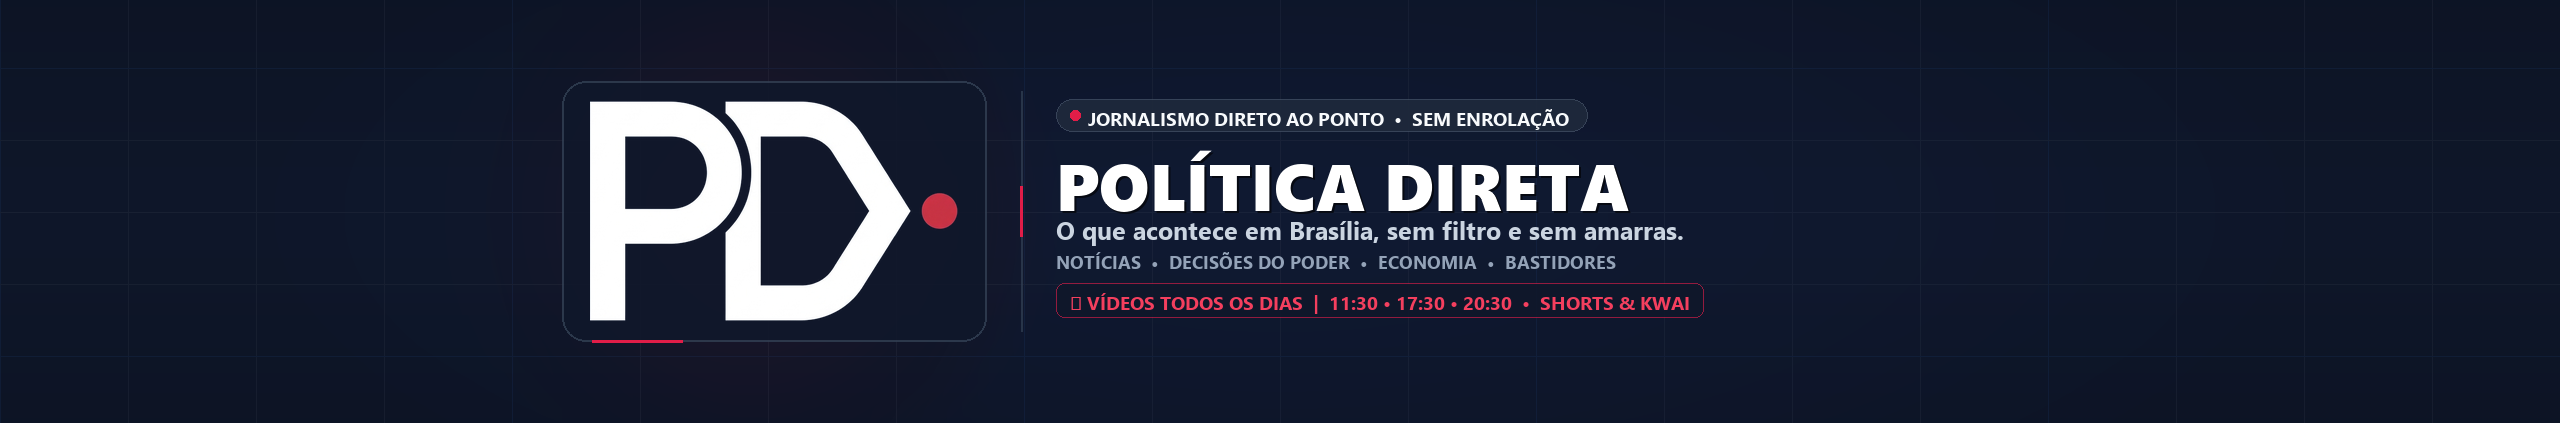 PD
JORNALISMO DIRETO AO PONTO • SEM ENROLAÇÃO
POLÍTICA DIRETA
O que acontece em Brasília, sem filtro e sem amarras.
NOTÍCIAS • DECISÕES DO PODER • ECONOMIA • BASTIDORES
VÍDEOS TODOS OS DIAS | 11:30 • 17:30 • 20:30 • SHORTS & KWAI